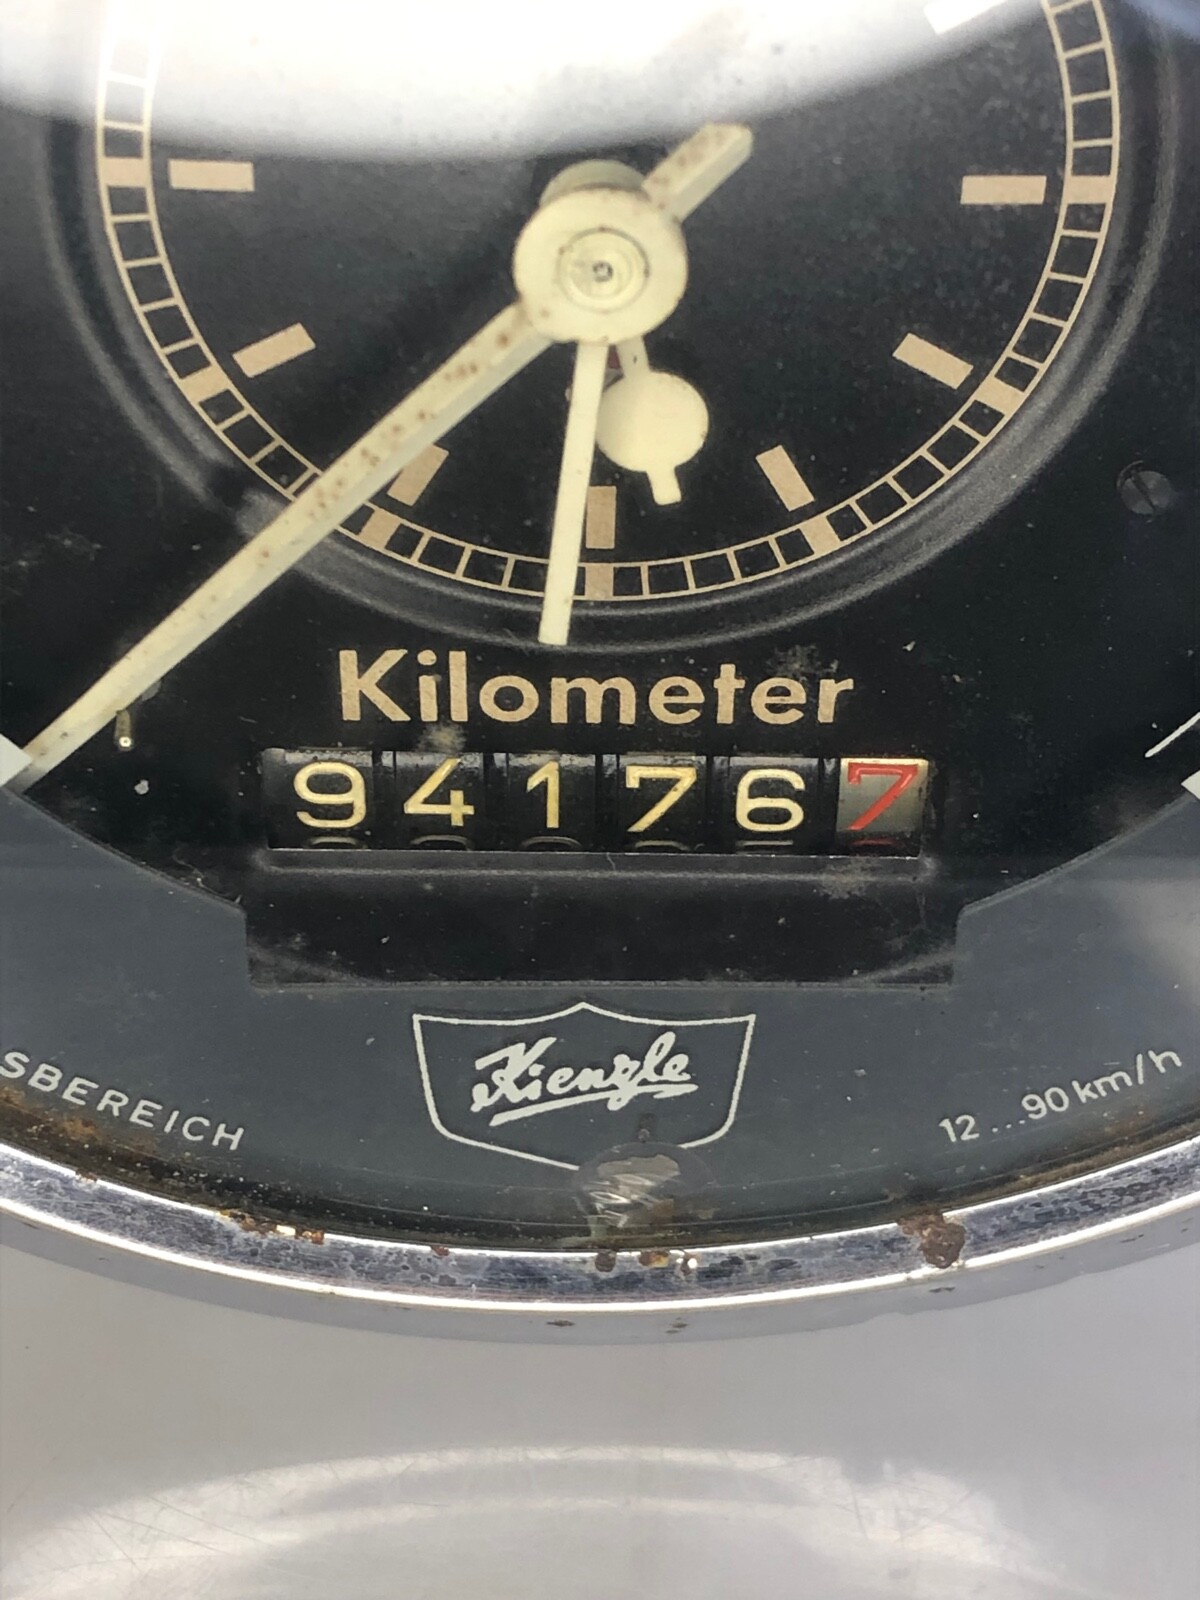 Kilometer
941767
Kienzle
SBEREICH
12...90 km/h